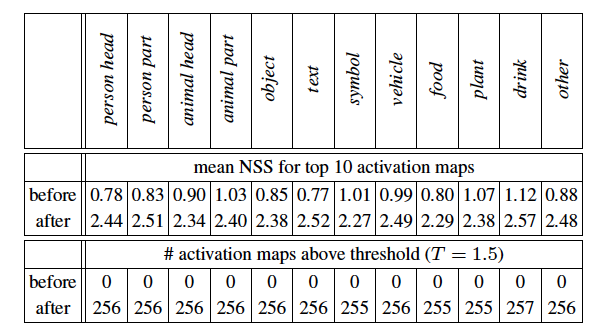 person head person part animal head animal part object text symbol vehicle food plant drink other
mean NSS for top 10 activation maps
before 0.78 0.83 0.90 1.03 0.85 0.77 1.01 0.99 0.80 1.07 1.12 0.88
after 2.44 2.51 2.34 2.40 2.38 2.52 2.27 2.49 2.29 2.38 2.57 2.48
# activation maps above threshold (T = 1.5)
before 0 0 0 0 0 0 0 0 0 0 0 0
after 256 256 256 256 256 256 255 256 255 255 257 256